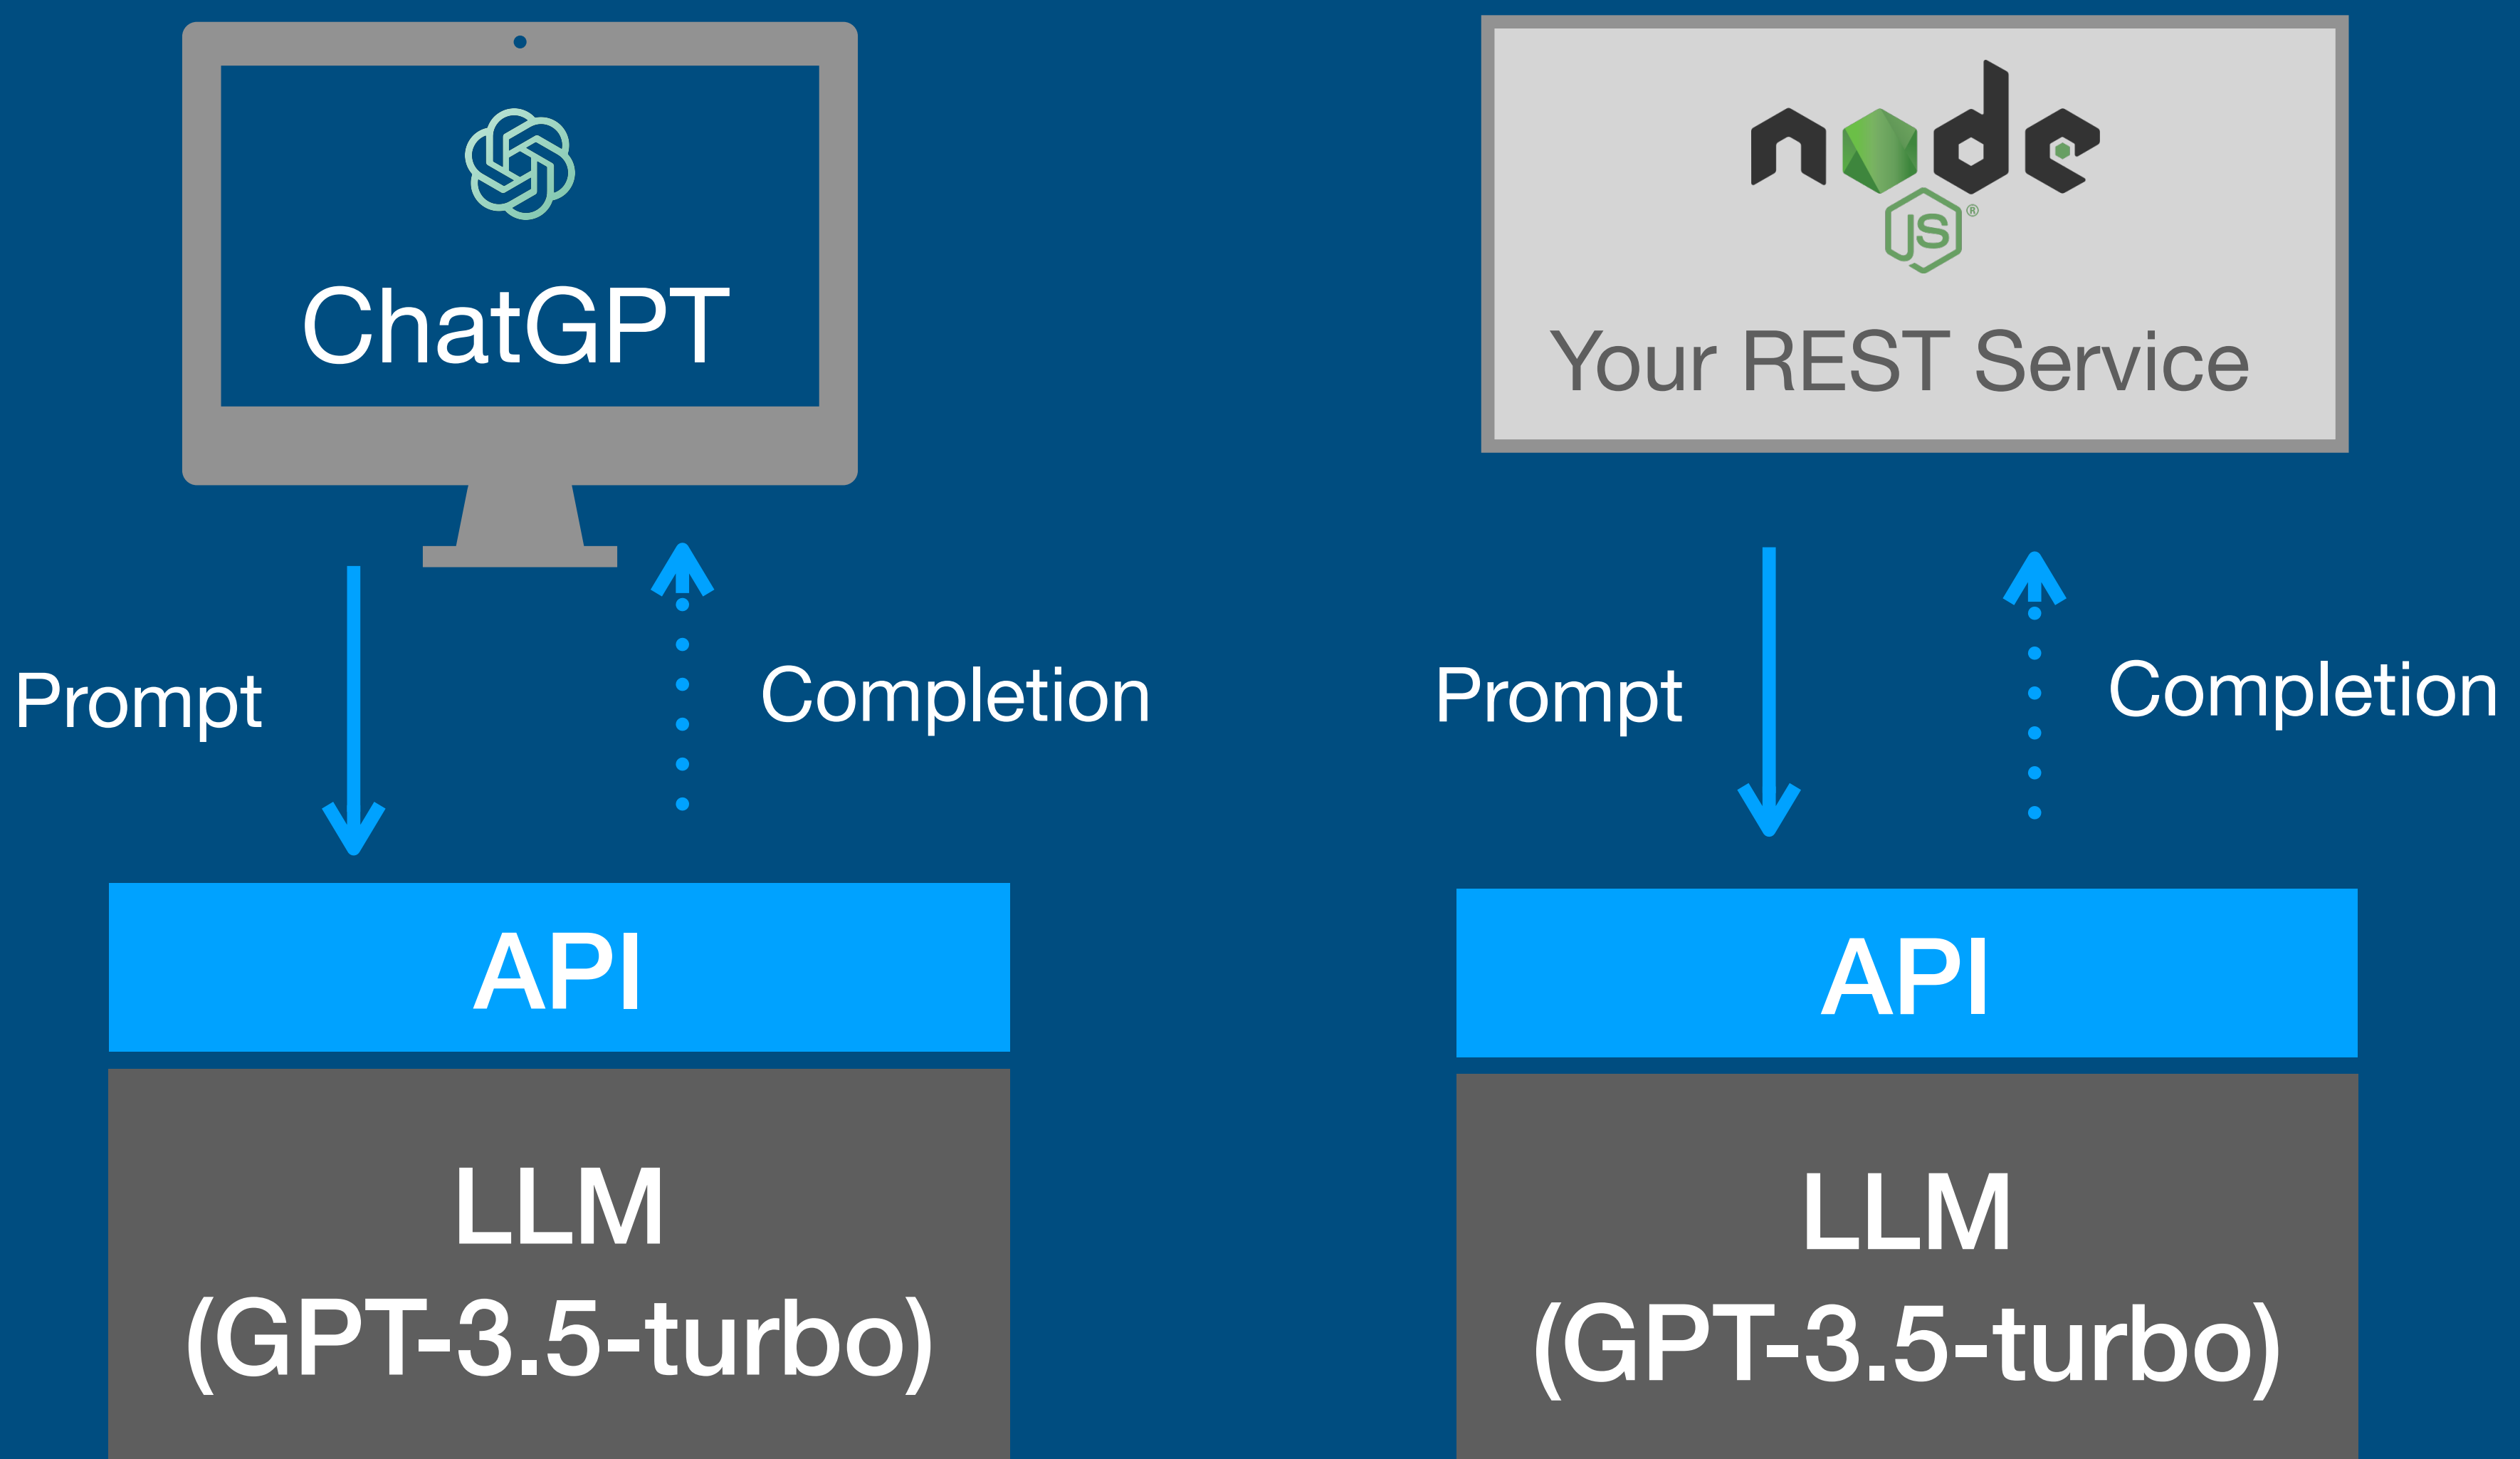 ChatGPT
Prompt
Completion
API
LLM
(GPT-3.5-turbo)
node
JS®
Your REST Service
Prompt
Completion
API
LLM
(GPT-3.5-turbo)